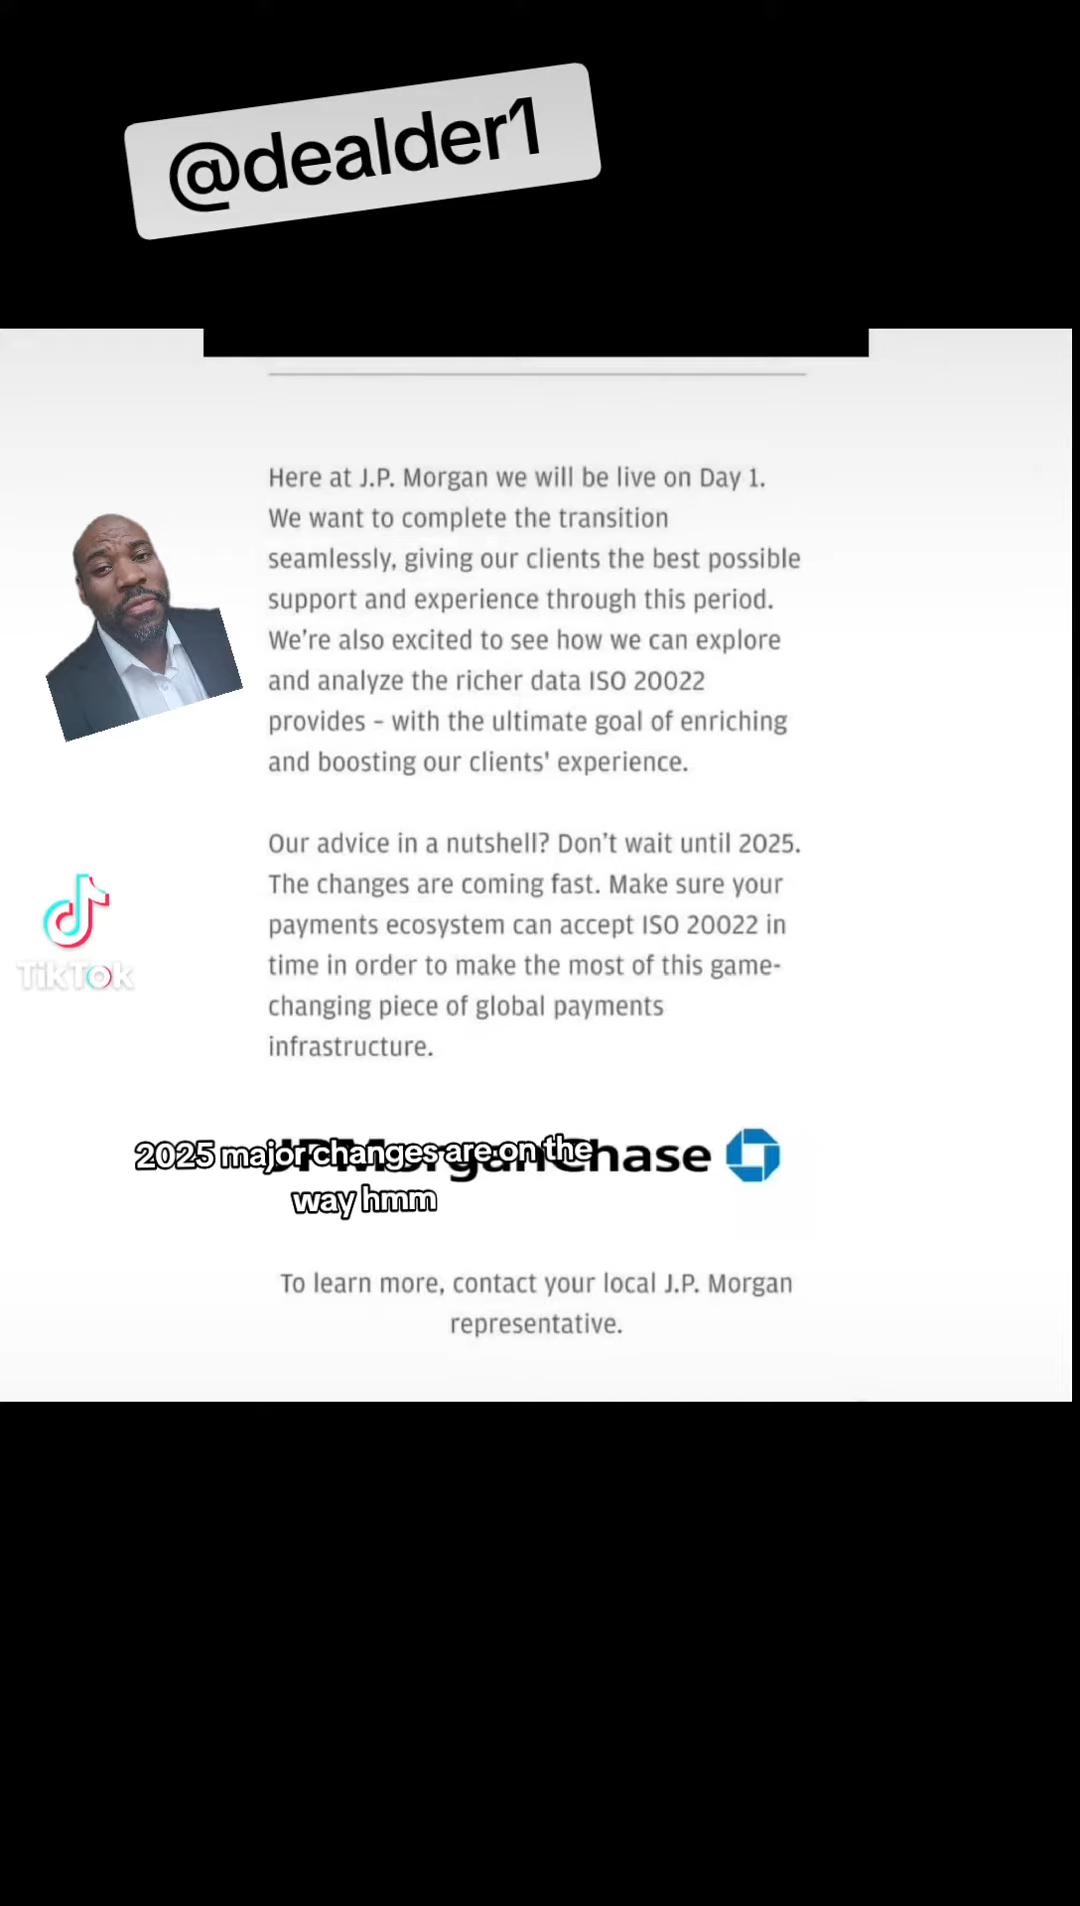 @dealder1
Here at J.P. Morgan we will be live on Day 1.
We want to complete the transition
seamlessly, giving our clients the best possible
support and experience through this period.
We're also excited to see how we can explore
and analyze the richer data ISO 20022
provides – with the ultimate goal of enriching
and boosting our clients' experience.
Our advice in a nutshell? Don't wait until 2025.
The changes are coming fast. Make sure your
payments ecosystem can accept ISO 20022 in
time in order to make the most of this game-
changing piece of global payments
infrastructure.
TikTok
JPMorganChase
2025 major changes are on the
way hmm
To learn more, contact your local J.P. Morgan
representative.